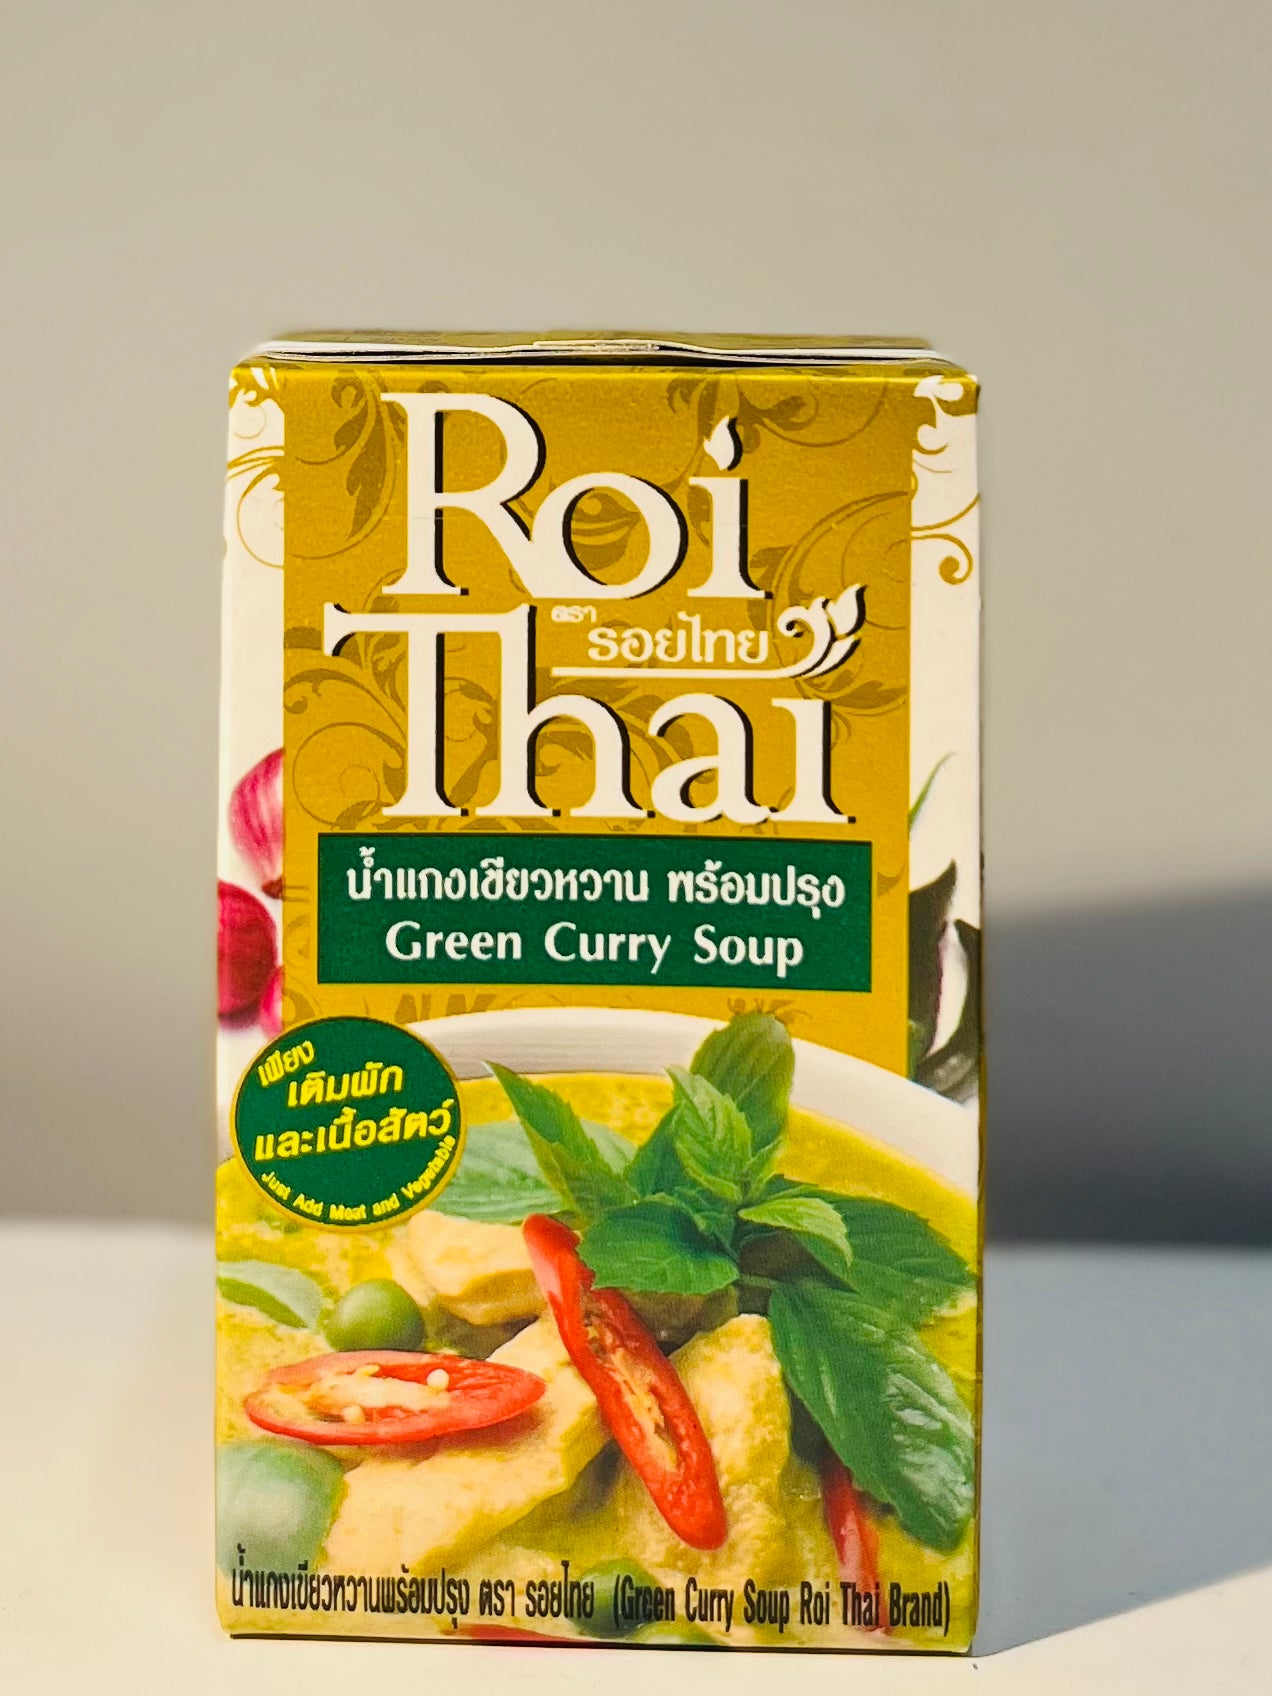 Roi
ตรา
รอยไทย
Thai
น้ำแกงเขียวหวาน พร้อมปรุง
Green Curry Soup
เพียง
เติมผัก
และเนื้อสัตว์
Just Add Meat and Vegetable
น้ำแกงเขียวหวานพร้อมปรุง ตรา รอยไทย (Green Curry Soup Roi Thai Brand)